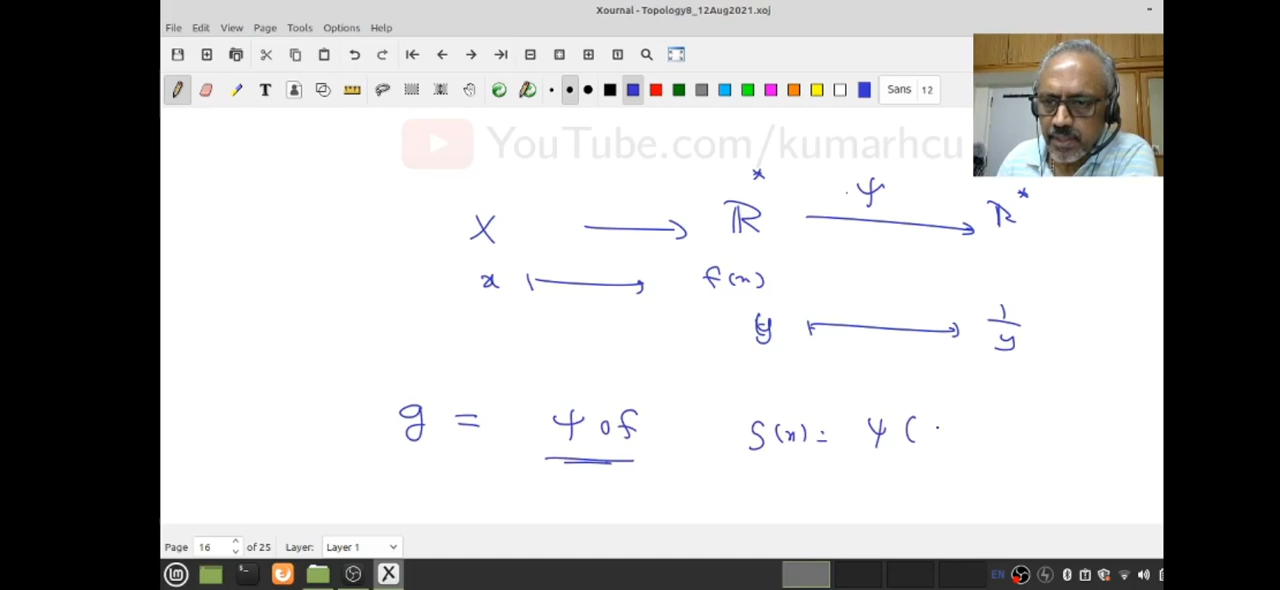 Xournal - Topology8_12Aug2021.xoj
File Edit View Page Tools Options Help
Sans 12
YouTube.com/kumarhcu
X ⟶ ℝ* ⟶ ψ ℝ*
x ⟼ f(x)
y ⟼ 1/y
g = ψ o f g(x) = ψ (
Page 16 of 25 Layer: Layer 1
EN